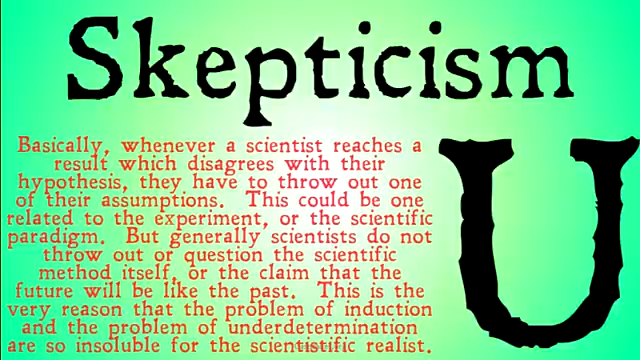 Skepticism
Basically, whenever a scientist reaches a
result which disagrees with their
hypothesis, they have to throw out one
of their assumptions. This could be one
related to the experiment, or the scientific
paradigm. But generally scientists do not
throw out or question the scientific
method itself, or the claim that the
future will be like the past. This is the
very reason that the problem of induction
and the problem of underdetermination
are so insoluble for the scientific realist.
U